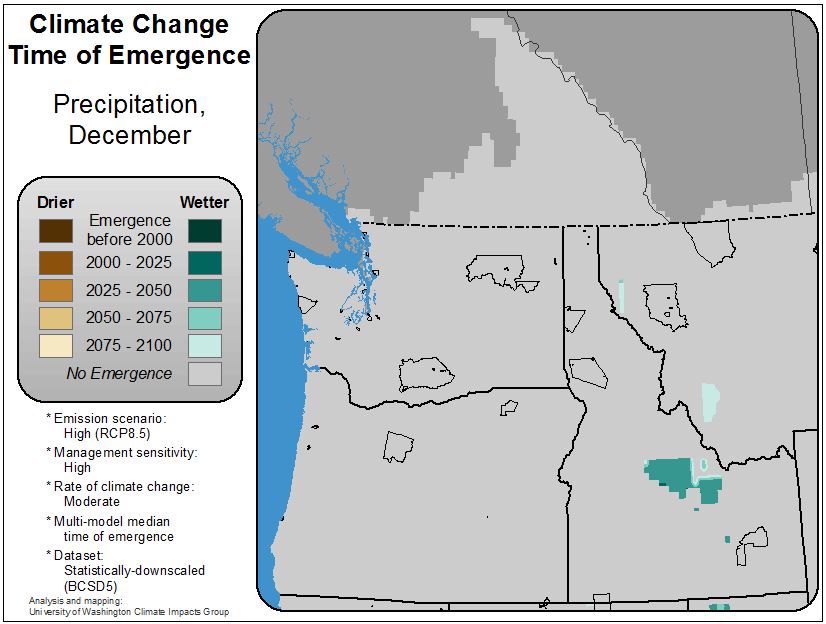 Climate Change
Time of Emergence
Precipitation,
December
Drier Wetter
Emergence
before 2000
2000 - 2025
2025 - 2050
2050 - 2075
2075 - 2100
No Emergence
* Emission scenario:
High (RCP8.5)
* Management sensitivity:
High
* Rate of climate change:
Moderate
* Multi-model median
time of emergence
* Dataset:
Statistically-downscaled
(BCSD5)
Analysis and mapping:
University of Washington Climate Impacts Group